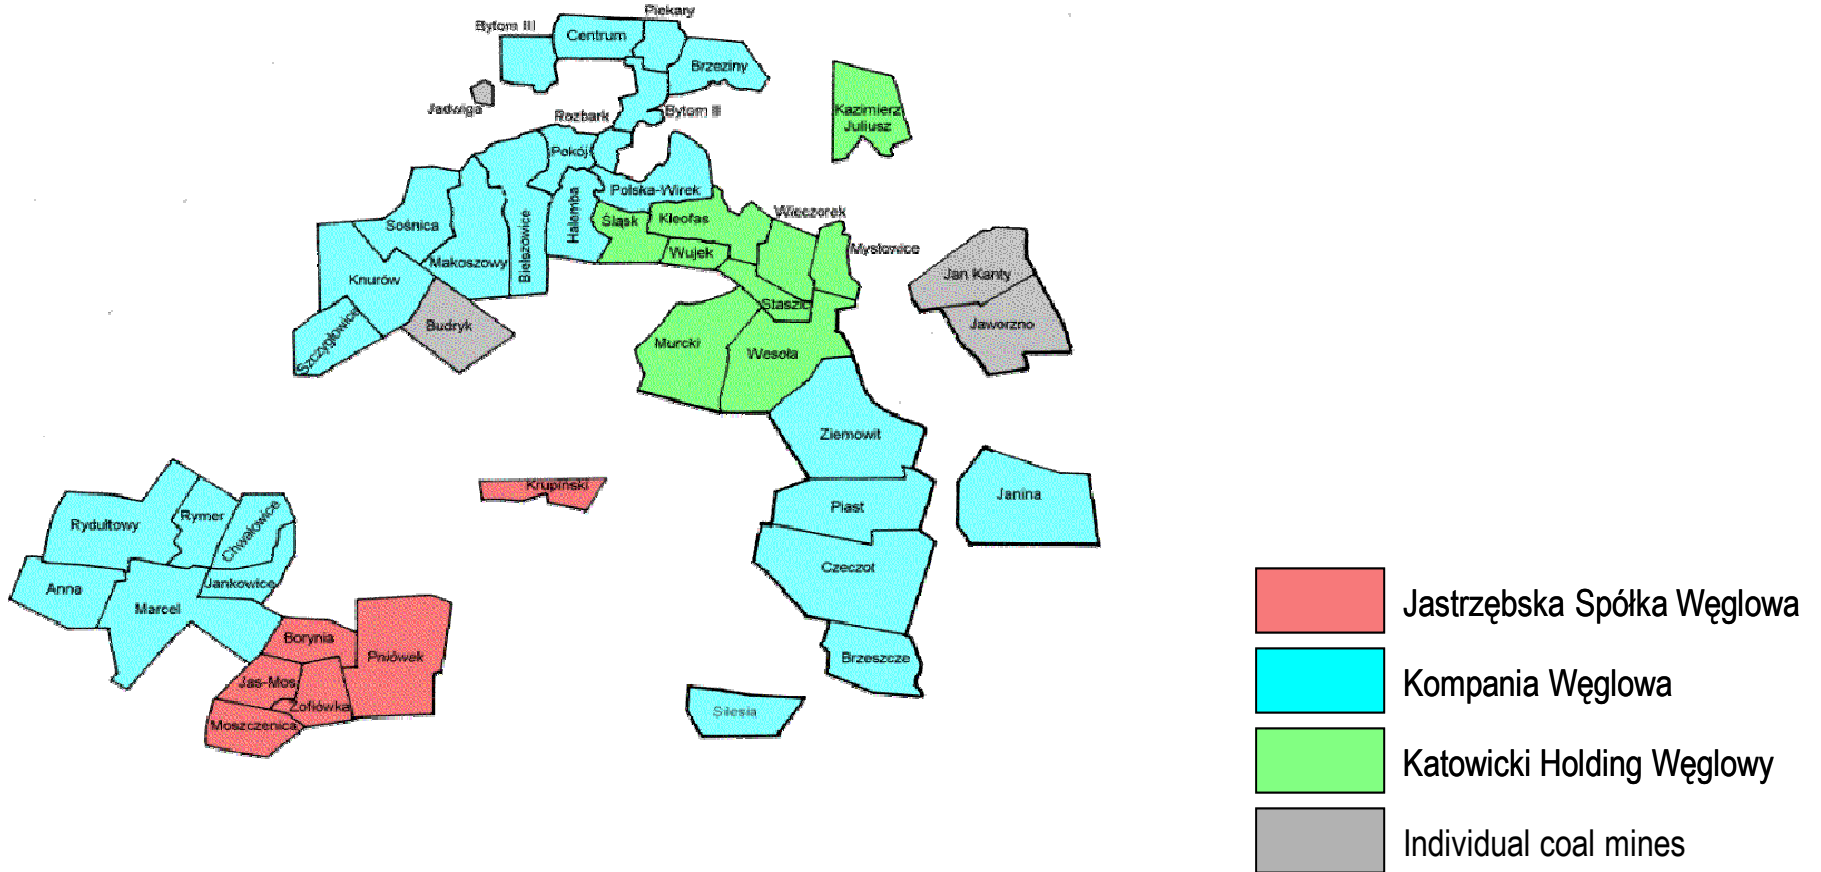 Piekary
Bytom III
Centrum
Brzeziny
Jadwiga
Rozbark
Bytom II
Kazimierz
Juliusz
Pokój
Polska-Wirek
Halemba
Bielszowice
Sośnica
Makoszowy
Knurów
Szczygłowice
Budryk
Śląsk
Kleofas
Wieczorek
Wujek
Mysłowice
Staszic
Murcki
Wesoła
Jan Kanty
Jaworzno
Ziemowit
Krupiński
Piast
Janina
Rydułtowy
Rymer
Chwałowice
Czeczot
Anna
Jankowice
Marcel
Borynia
Pniówek
Brzeszcze
Jas-Mos
Zofiówka
Moszczenica
Silesia
Jastrzębska Spółka Węglowa
Kompania Węglowa
Katowicki Holding Węglowy
Individual coal mines